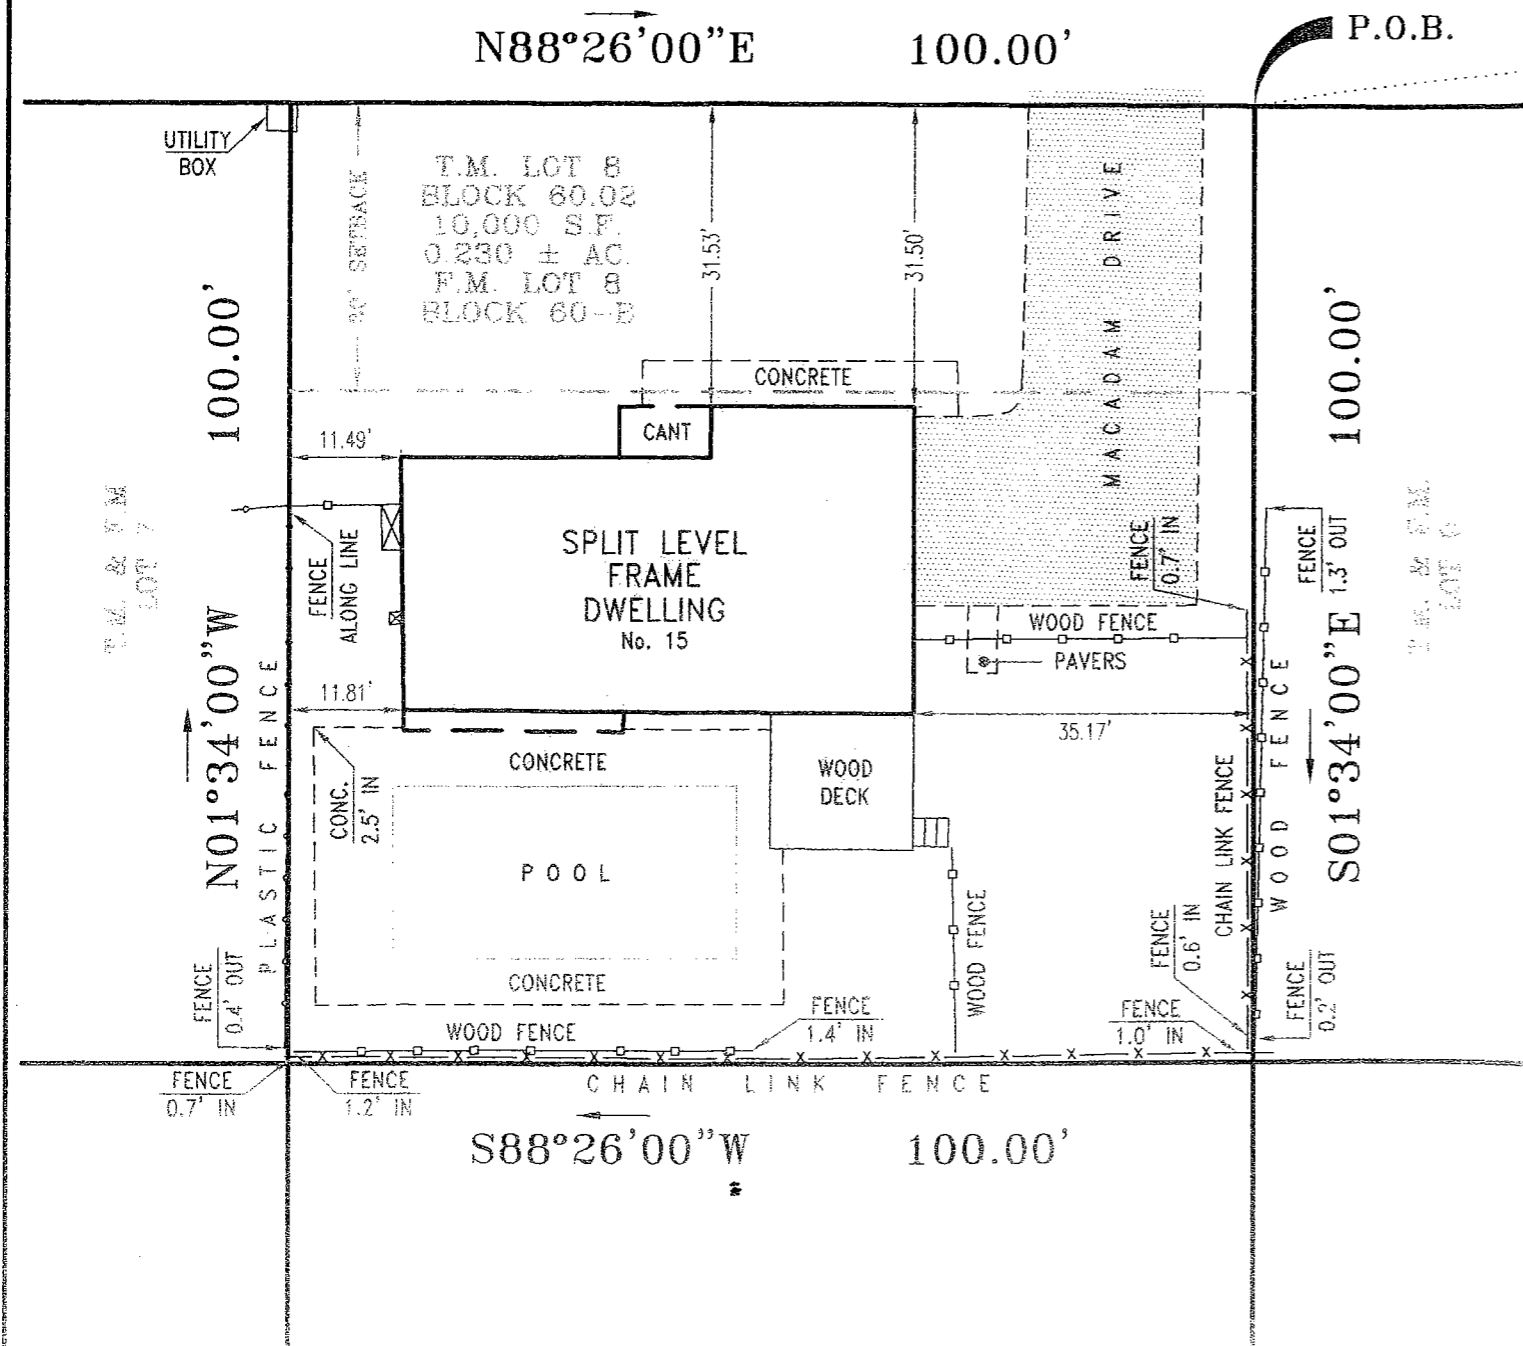 N88°26'00"E 100.00'
P.O.B.
UTILITY
BOX
SETBACK
T.M. LOT 8
BLOCK 60.02
10,000 S.F.
0.230 ± AC.
F.M. LOT 8
BLOCK 60-B
31.53'
31.50'
MACADAM DRIVE
100.00'
100.00'
CONCRETE
CANT
11.49'
T.M. & F.M.
LOT 7
FENCE
ALONG LINE
SPLIT LEVEL
FRAME
DWELLING
No. 15
FENCE
0.7' IN
FENCE
1.3' OUT
T.M. & F.M.
LOT
WOOD FENCE
PAVERS
N01°34'00"W
PLASTIC FENCE
11.81'
35.17'
S01°34'00"E
WOOD FENCE
CHAIN LINK FENCE
CONCRETE
CONC.
2.5' IN
WOOD
DECK
POOL
WOOD FENCE
FENCE
0.6' IN
FENCE
0.4' OUT
CONCRETE
FENCE
0.2' OUT
WOOD FENCE
FENCE
1.4' IN
FENCE
1.0' IN
FENCE
0.7' IN
FENCE
1.2' IN
CHAIN LINK FENCE
S88°26'00"W 100.00'